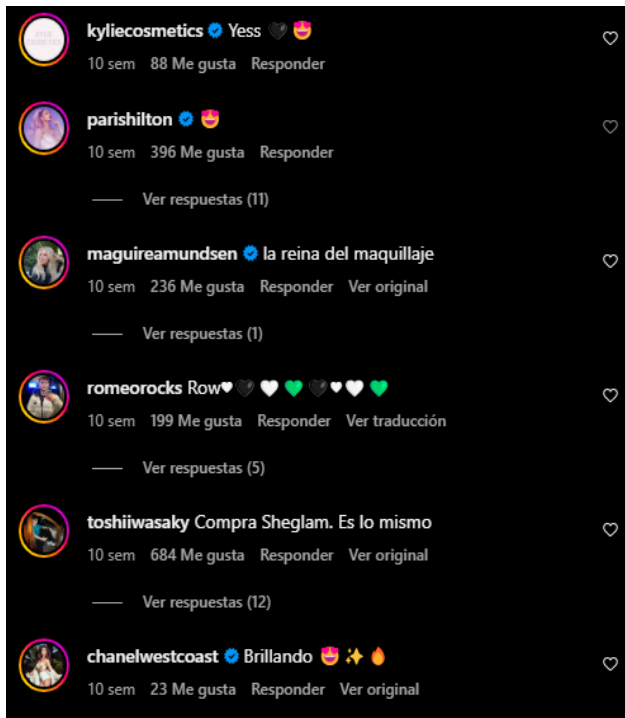 kyliecosmetics Yess 🖤 😍
10 sem 88 Me gusta Responder
parishilton 😍
10 sem 396 Me gusta Responder
Ver respuestas (11)
maguireamundsen la reina del maquillaje
10 sem 236 Me gusta Responder Ver original
Ver respuestas (1)
romeorocks Row♥🖤🤍💚🖤♥🤍💚
10 sem 199 Me gusta Responder Ver traducción
Ver respuestas (5)
toshiiwasaky Compra Sheglam. Es lo mismo
10 sem 684 Me gusta Responder Ver original
Ver respuestas (12)
chanelwestcoast Brillando 😍✨🔥
10 sem 23 Me gusta Responder Ver original